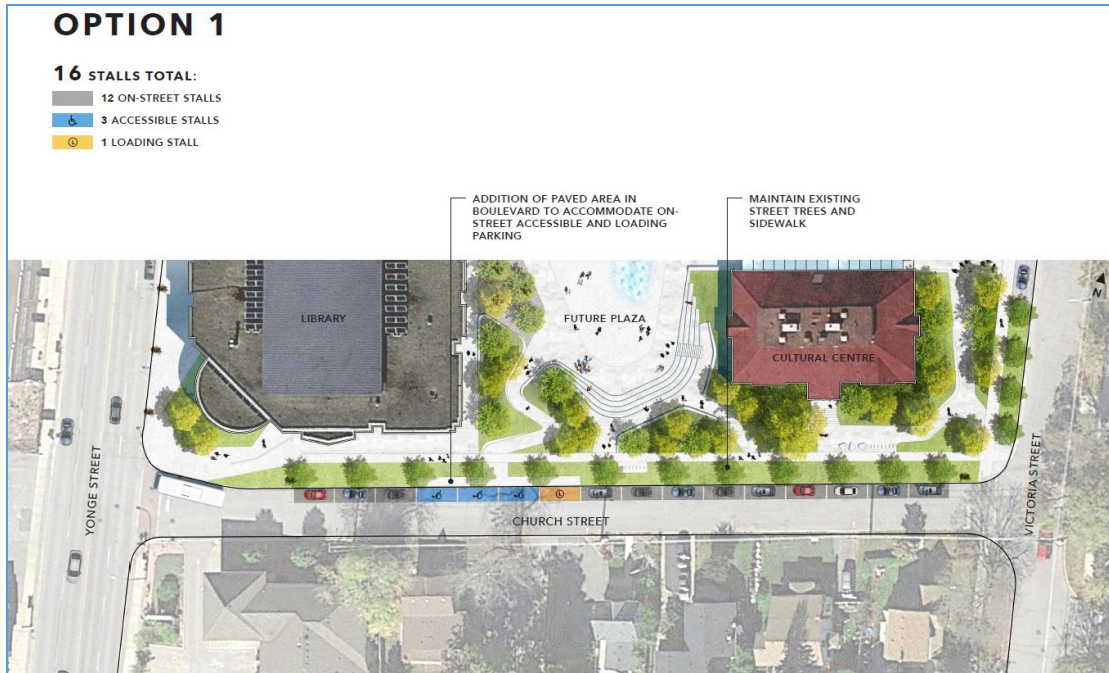 OPTION 1
16 STALLS TOTAL:
12 ON-STREET STALLS
3 ACCESSIBLE STALLS
L 1 LOADING STALL
ADDITION OF PAVED AREA IN
BOULEVARD TO ACCOMMODATE ON-
STREET ACCESSIBLE AND LOADING
PARKING
MAINTAIN EXISTING
STREET TREES AND
SIDEWALK
N
LIBRARY
FUTURE PLAZA
CULTURAL CENTRE
YONGE STREET
L
CHURCH STREET
VICTORIA STREET